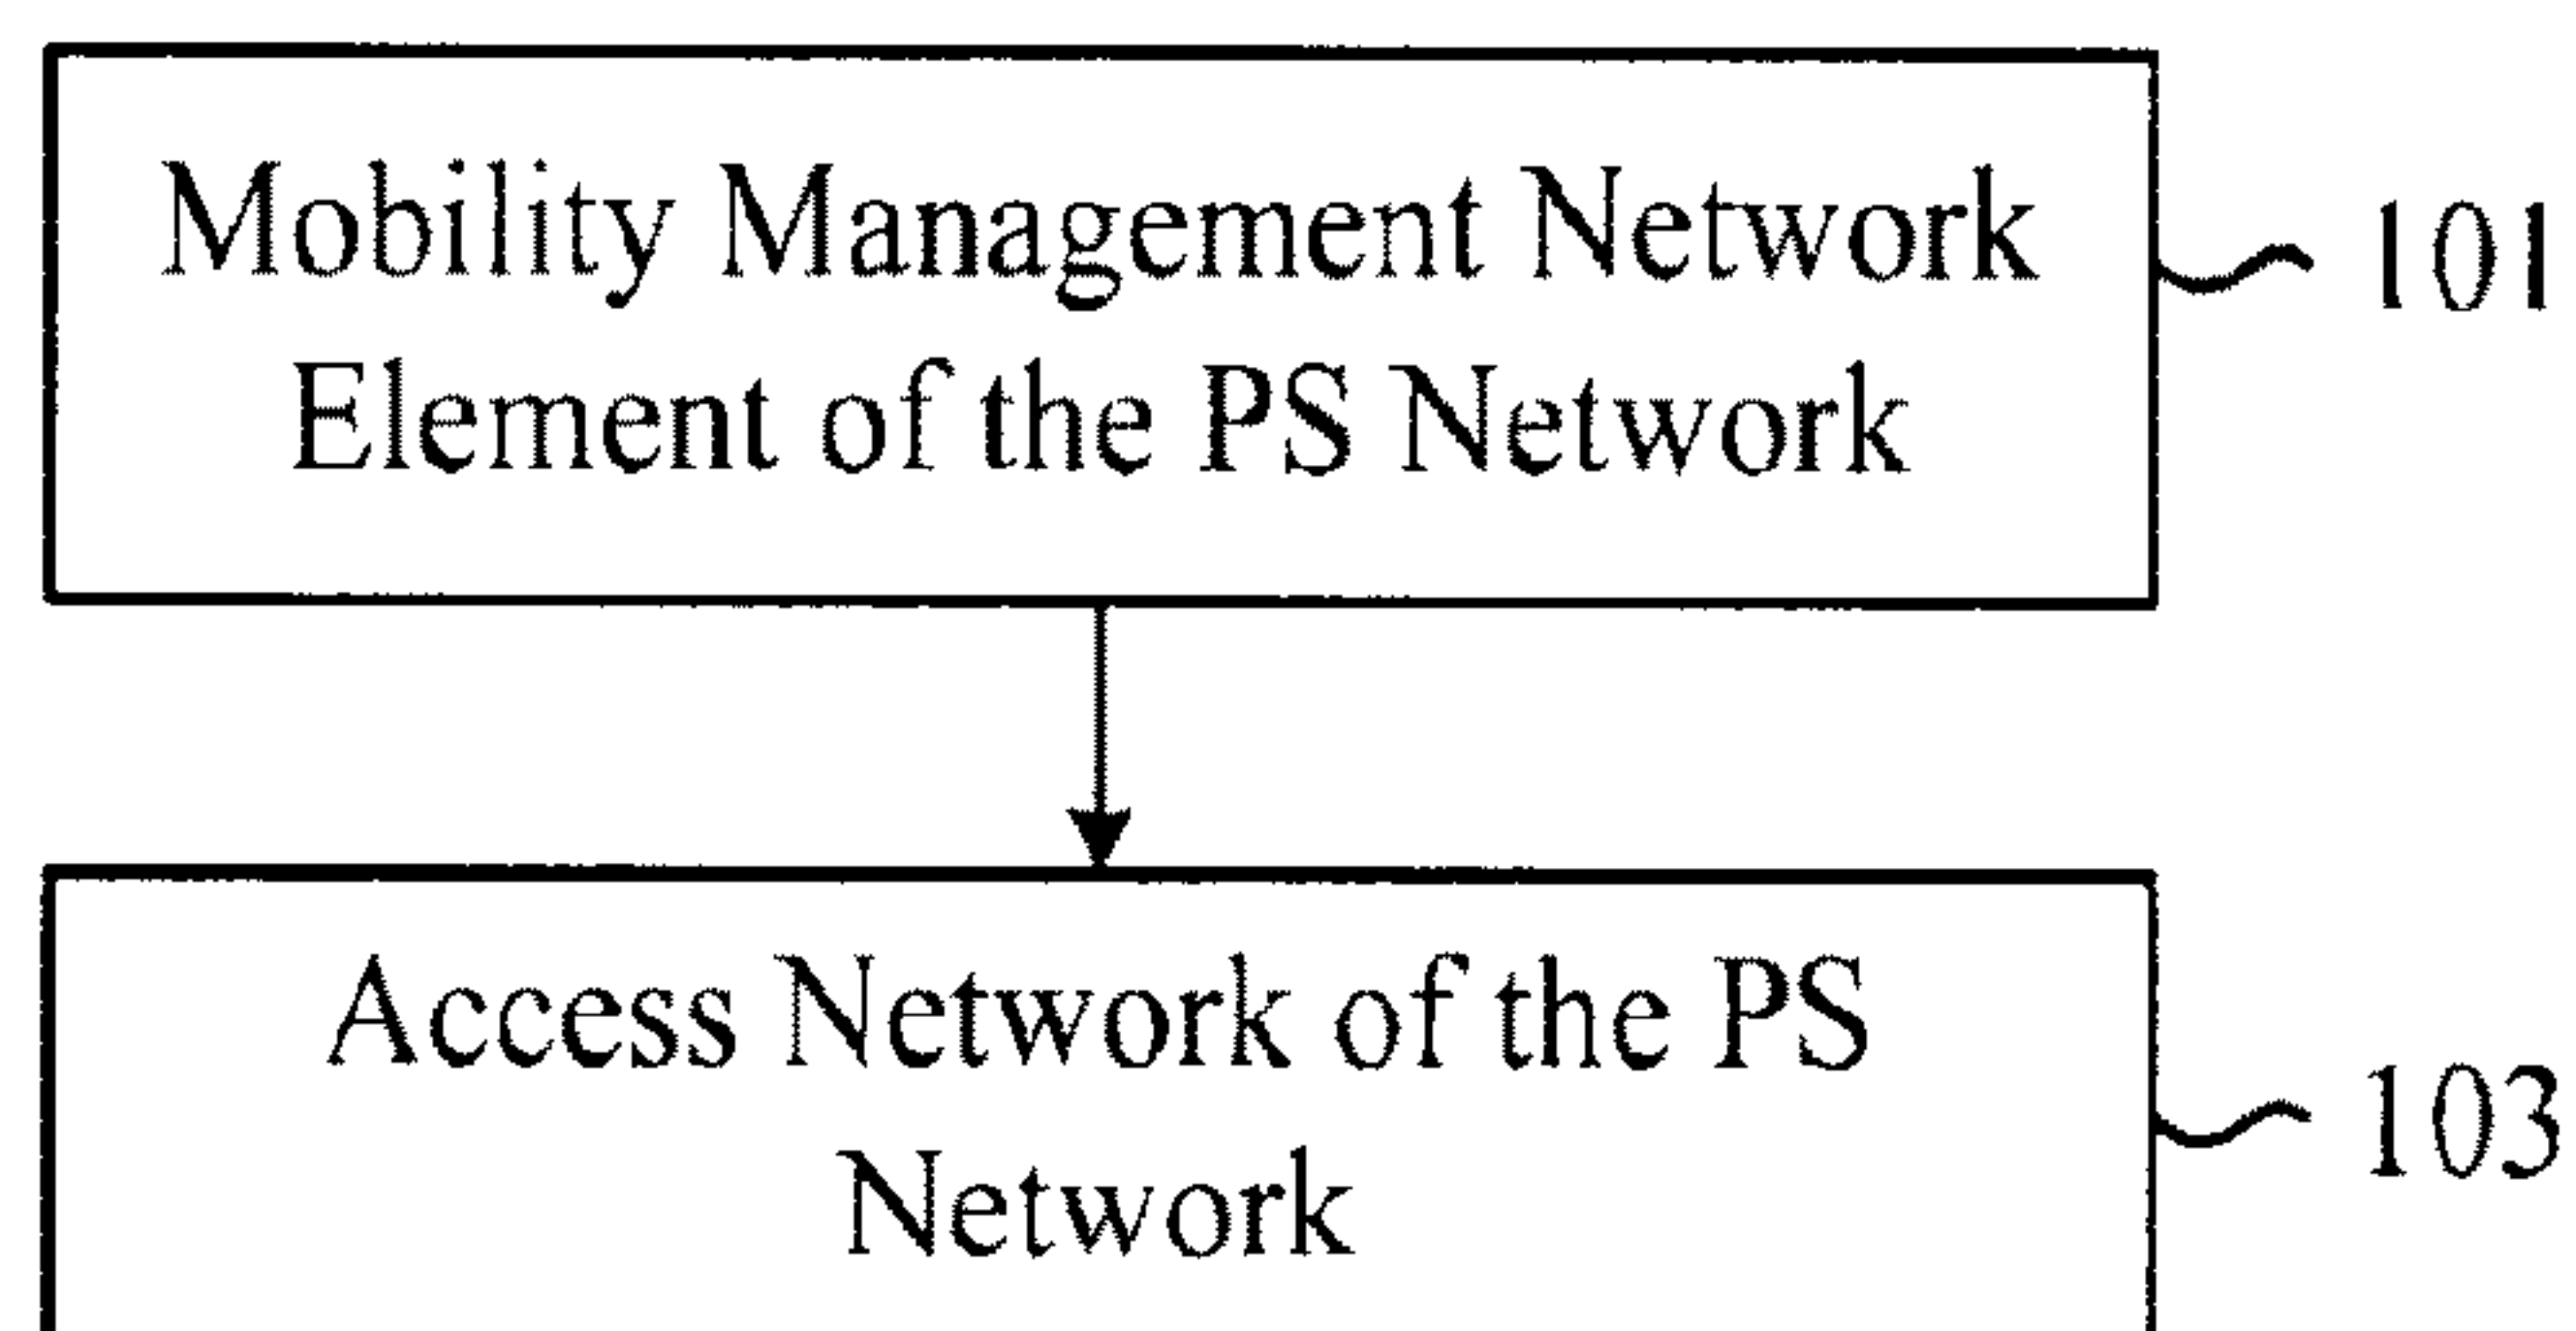 Mobility Management Network
Element of the PS Network
101
Access Network of the PS
Network
103